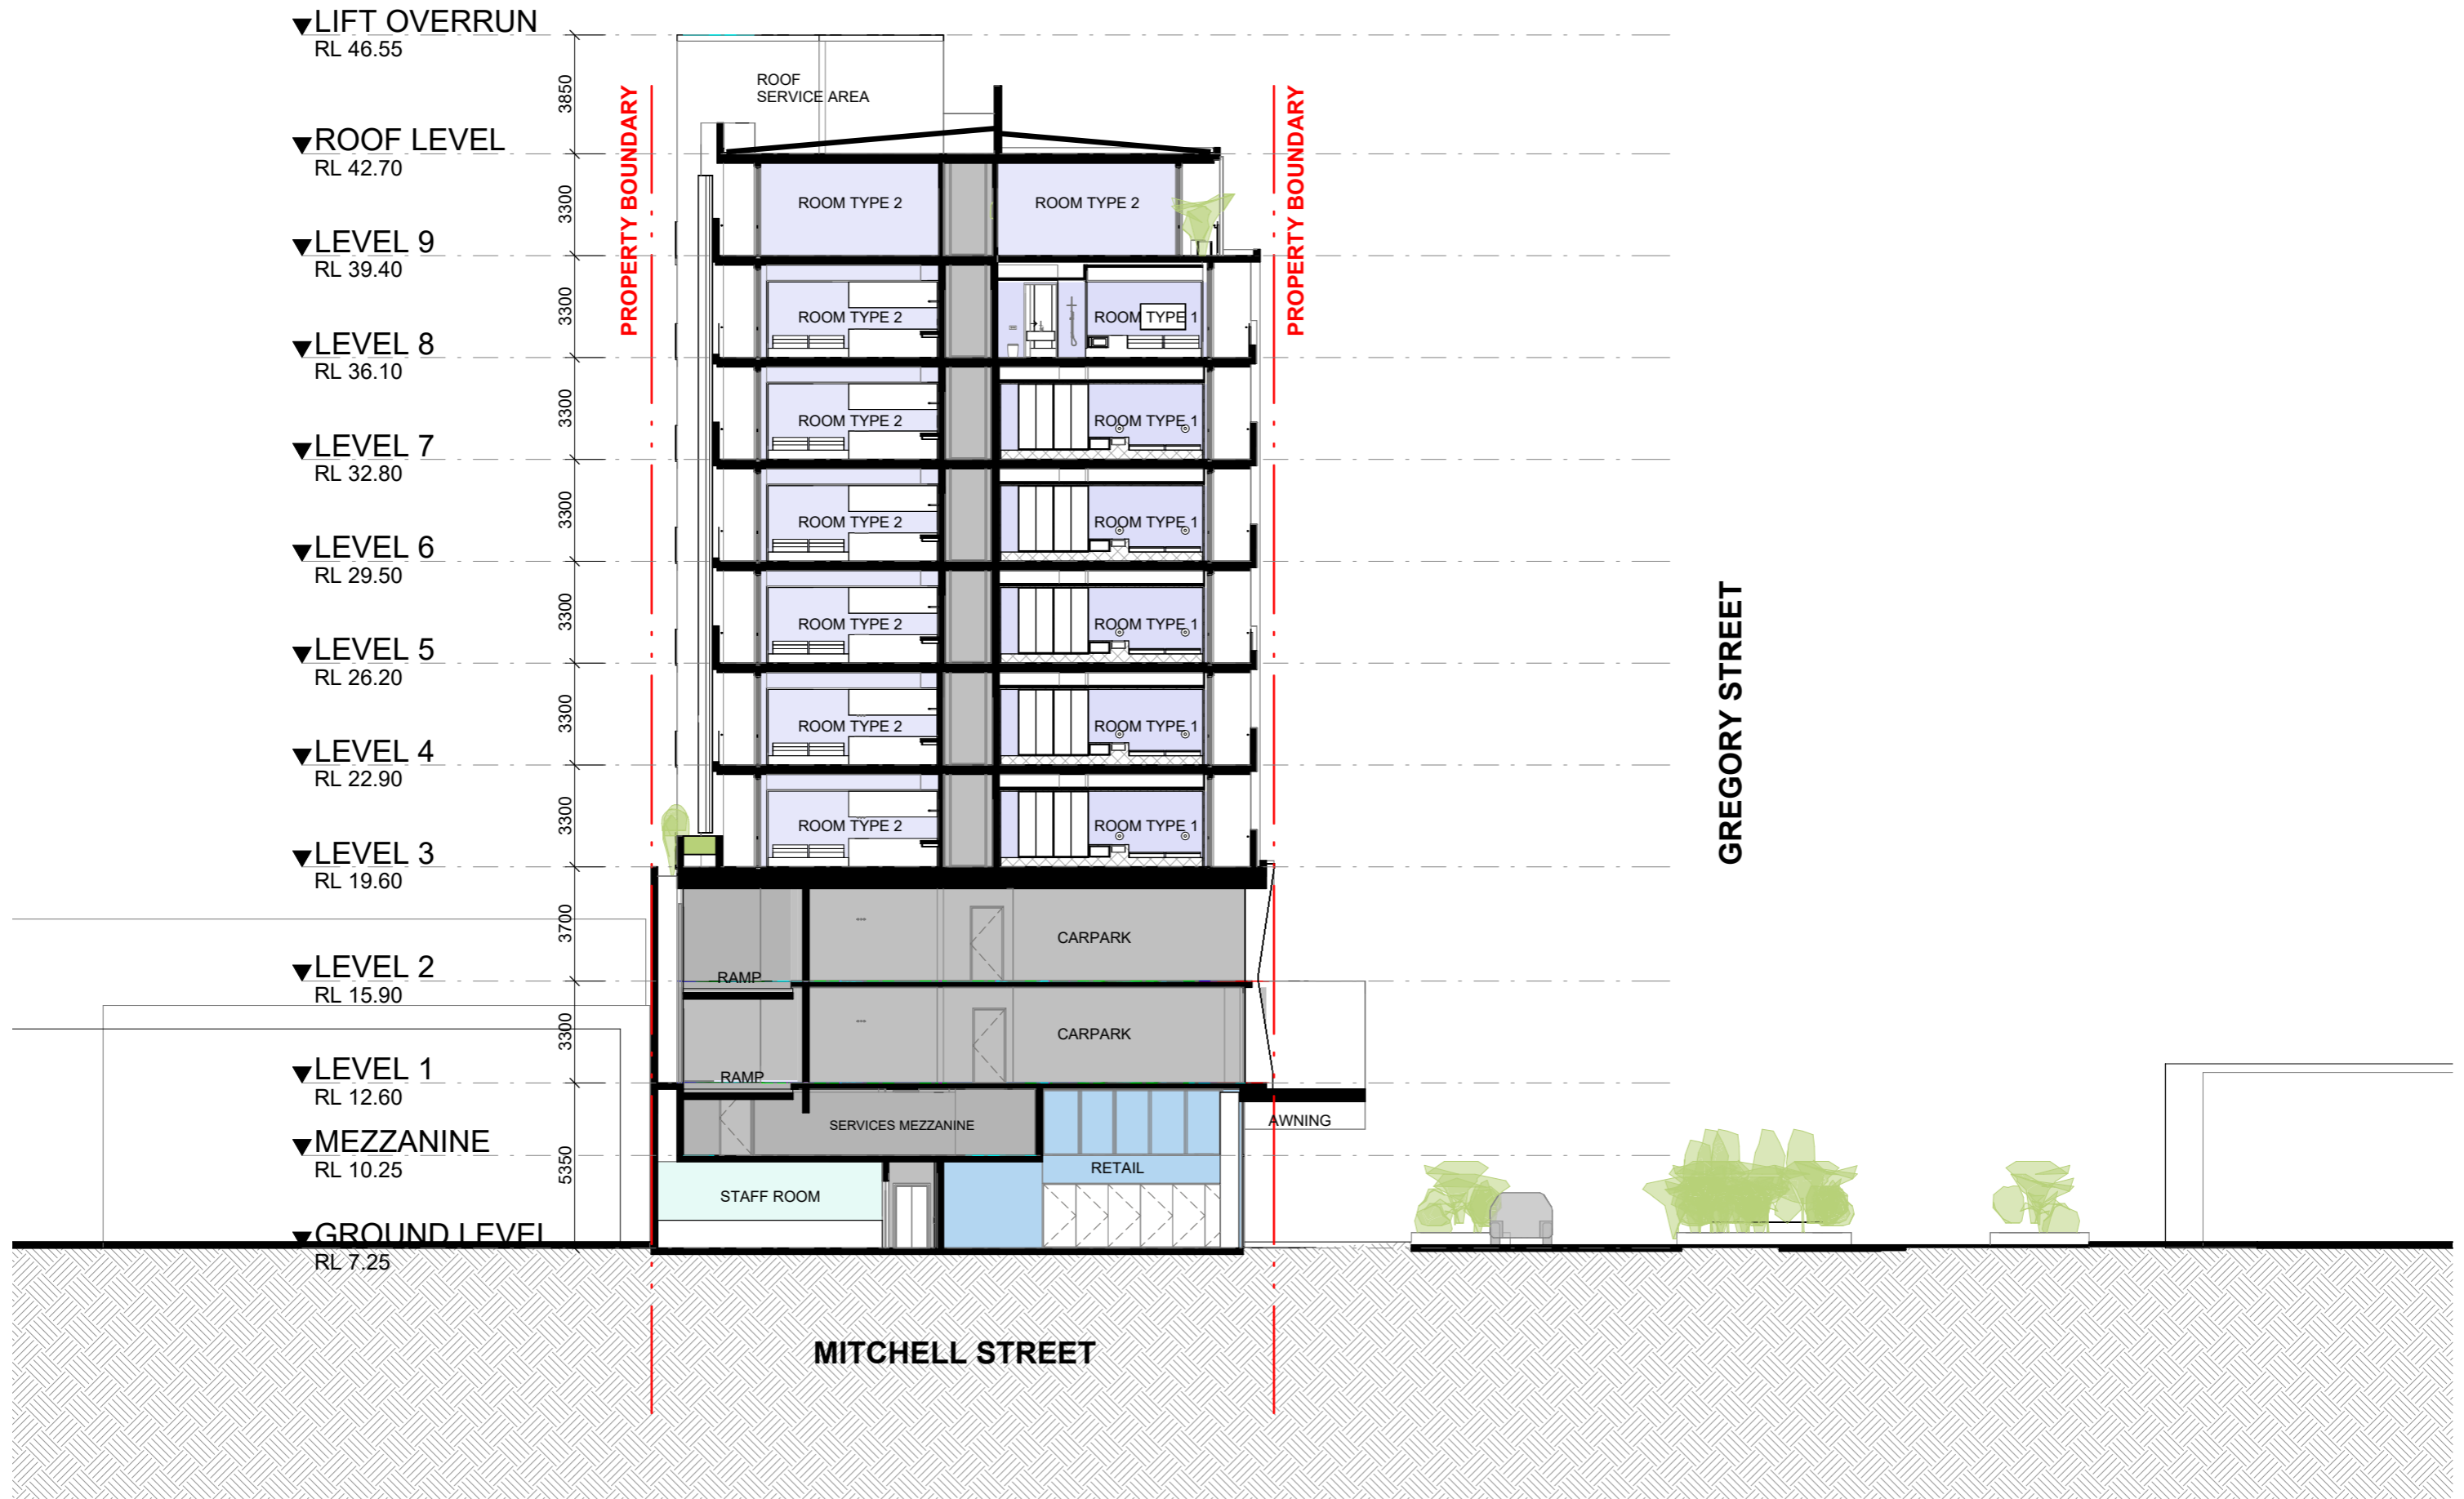 LIFT OVERRUN
RL 46.55
ROOF
SERVICE AREA
3850
PROPERTY BOUNDARY
PROPERTY BOUNDARY
ROOF LEVEL
RL 42.70
3300
ROOM TYPE 2
ROOM TYPE 2
LEVEL 9
RL 39.40
3300
ROOM TYPE 2
ROOM TYPE 1
LEVEL 8
RL 36.10
3300
ROOM TYPE 2
ROOM TYPE 1
LEVEL 7
RL 32.80
3300
ROOM TYPE 2
ROOM TYPE 1
LEVEL 6
RL 29.50
3300
ROOM TYPE 2
ROOM TYPE 1
LEVEL 5
RL 26.20
3300
ROOM TYPE 2
ROOM TYPE 1
GREGORY STREET
LEVEL 4
RL 22.90
3300
ROOM TYPE 2
ROOM TYPE 1
LEVEL 3
RL 19.60
3700
CARPARK
LEVEL 2
RL 15.90
RAMP
3300
CARPARK
LEVEL 1
RL 12.60
RAMP
SERVICES MEZZANINE
AWNING
MEZZANINE
RL 10.25
5350
RETAIL
STAFF ROOM
GROUND LEVEL
RL 7.25
MITCHELL STREET